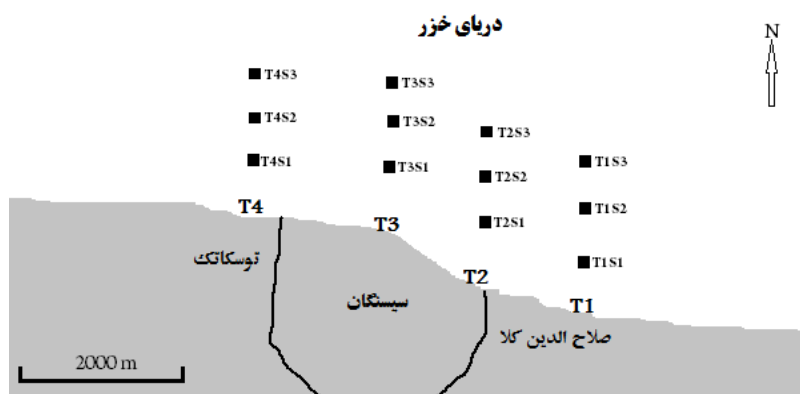 دریای خزر
N
T4S3
T3S3
T4S2
T3S2
T2S3
T4S1
T3S1
T2S2
T1S3
T2S1
T1S2
T4
T3
T1S1
توسکاتک
T2
سیسنگان
T1
صلاح الدین کلا
2000 m